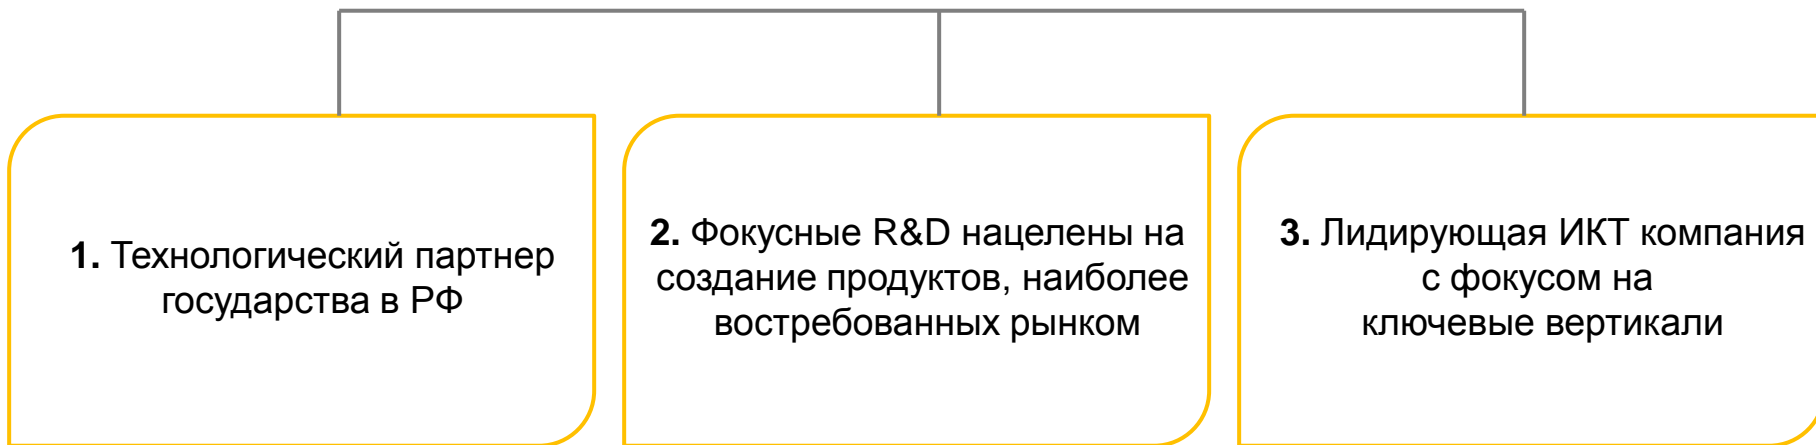 1. Технологический партнер
государства в РФ
2. Фокусные R&D нацелены на
создание продуктов, наиболее
востребованных рынком
3. Лидирующая ИКТ компания
с фокусом на
ключевые вертикали